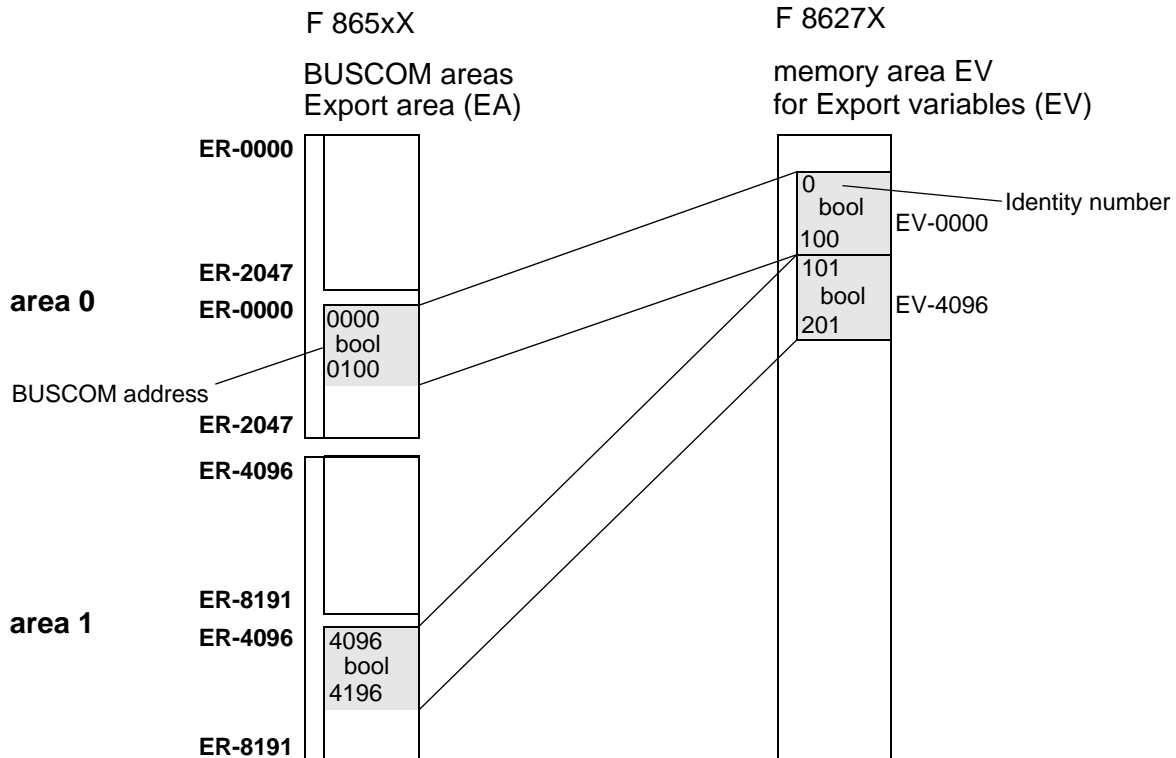 F 865xX
F 8627X
BUSCOM areas
Export area (EA)
memory area EV
for Export variables (EV)
ER-0000
0
bool
100
Identity number
EV-0000
ER-2047
area 0
ER-0000
0000
bool
0100
101
bool
201
EV-4096
BUSCOM address
ER-2047
ER-4096
ER-8191
area 1
ER-4096
4096
bool
4196
ER-8191